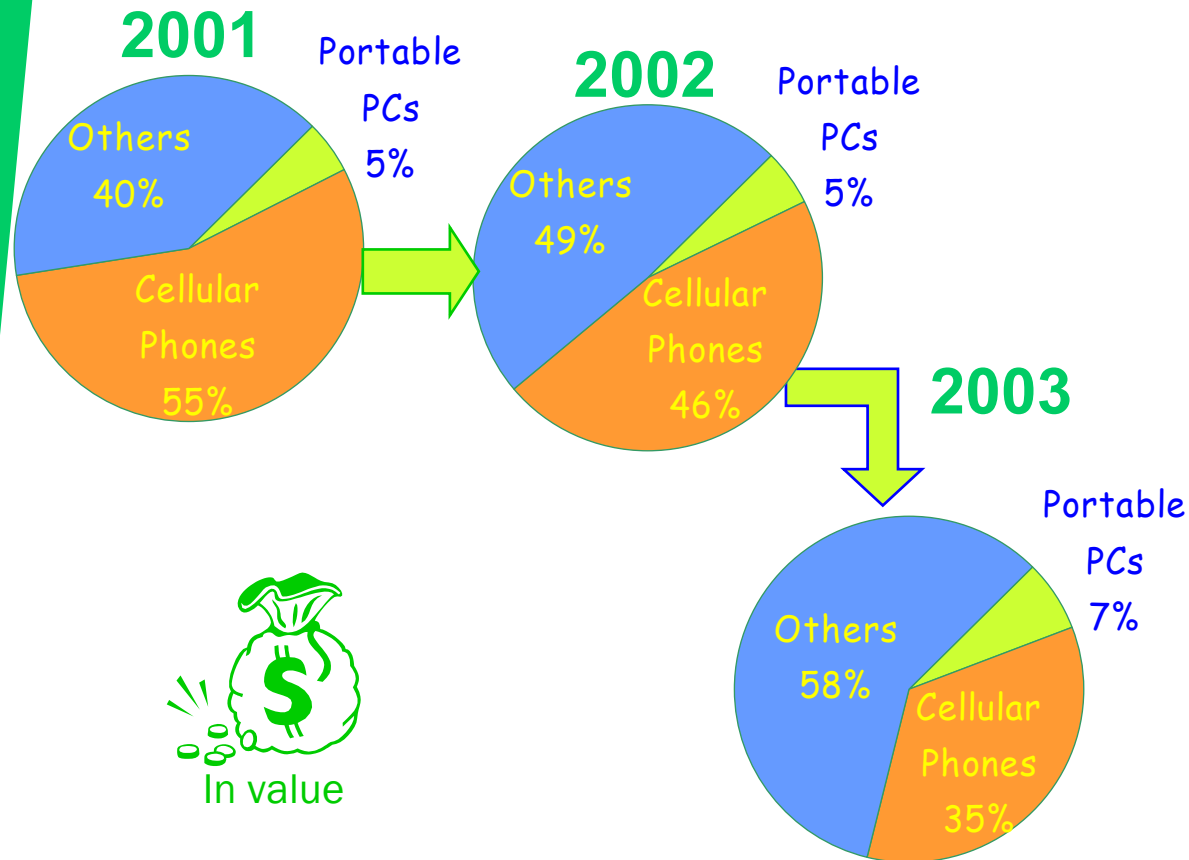 2001
Portable
PCs
5%
Others
40%
Cellular
Phones
55%
2002
Portable
PCs
5%
Others
49%
Cellular
Phones
46%
2003
Portable
PCs
7%
Others
58%
Cellular
Phones
35%
$
In value